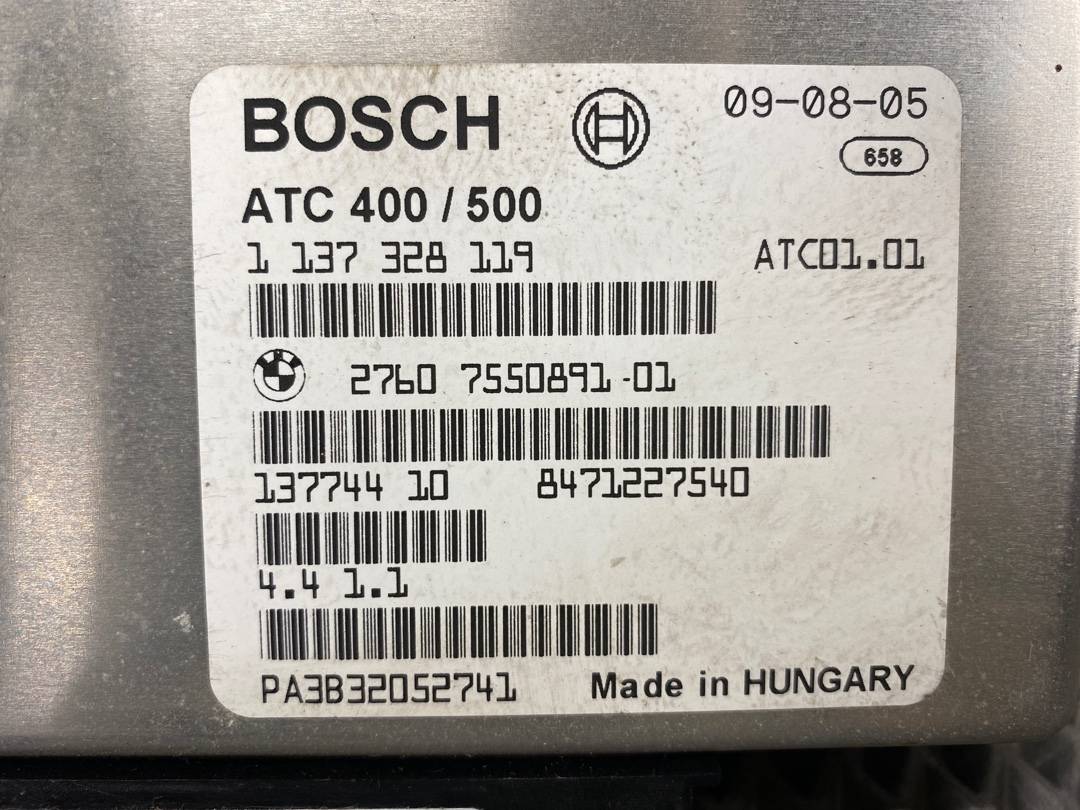 BOSCH 09-08-05
658
ATC 400 / 500
1 137 328 119 ATC01.01
2760 7550891-01
137744 10 8471227540
4.4 1.1
PA3B32052741 Made in HUNGARY